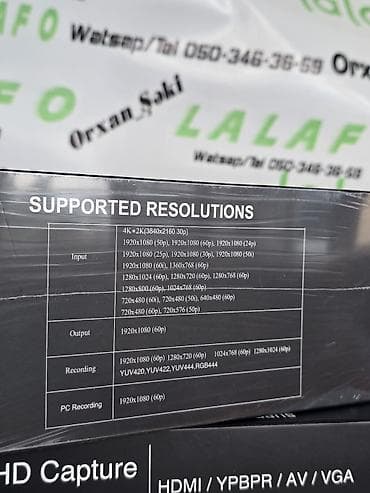 AFO Watsap/Tel 050-346-36-59 Orx
FO Orxan_Şəki
LALAF
Watsap/Tel 050-346-36-59
SUPPORTED RESOLUTIONS
Input
4K*2K(3840x2160 30p)
1920x1080 (50p), 1920x1080 (60p), 1920x1080 (24p)
1920x1080 (25p), 1920x1080 (30p), 1920x1080 (50i)
1920x1080 (60i), 1360x768 (60p)
1280x1024 (60p), 1280x720 (60p), 1280x768 (60p)
1280x800 (60p), 1024x768 (60p)
720x480 (60i), 720x480 (50i), 640x480 (60p)
720x480 (60p), 720x576 (50p)
Output
1920x1080 (60p)
Recording
1920x1080 (60p) 1280x720 (60p) 1024x768 (60p) 1280x1024 (60p)
YUV420,YUV422,YUV444,RGB444
PC Recording
1920x1080 (60p)
HD Capture
HDMI / YPBPR / AV / VGA